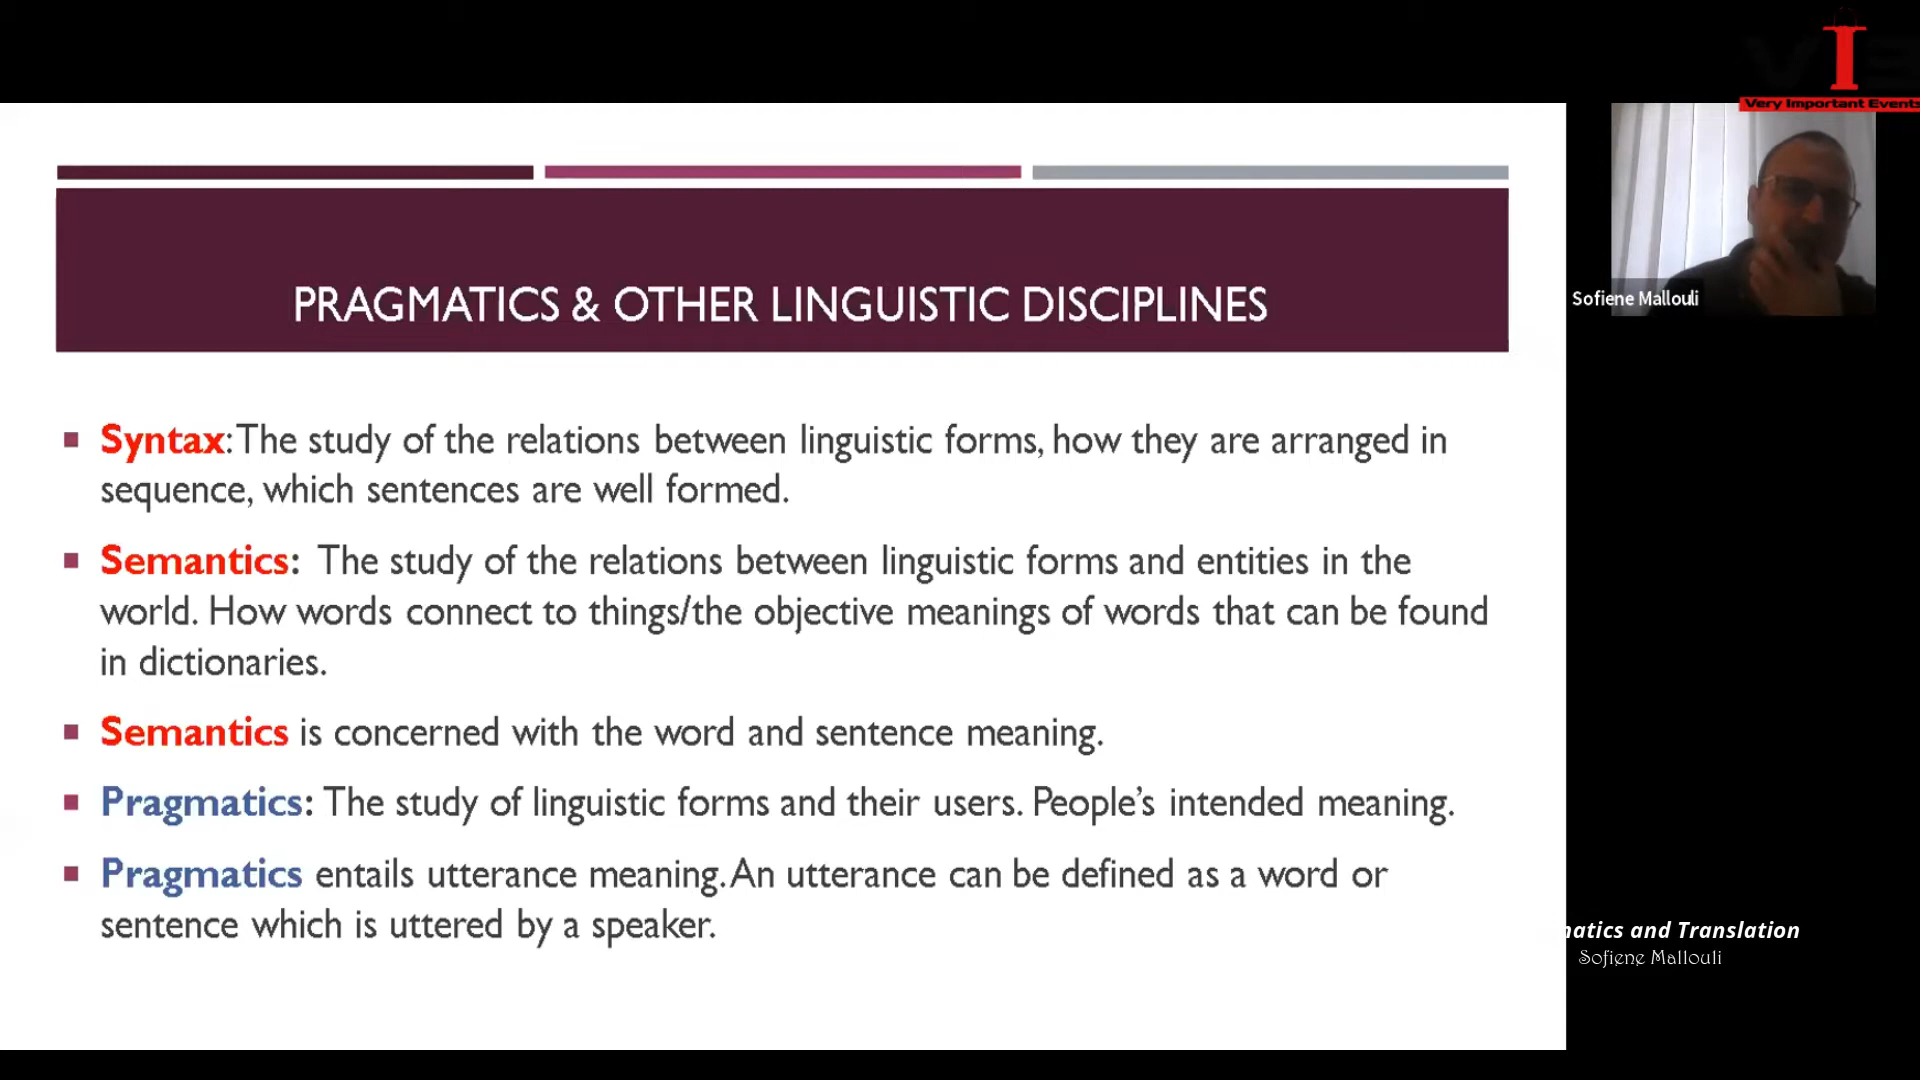 VIE
Very Important Events
PRAGMATICS & OTHER LINGUISTIC DISCIPLINES
Sofiene Mallouli
Syntax: The study of the relations between linguistic forms, how they are arranged in
sequence, which sentences are well formed.
Semantics: The study of the relations between linguistic forms and entities in the
world. How words connect to things/the objective meanings of words that can be found
in dictionaries.
Semantics is concerned with the word and sentence meaning.
Pragmatics: The study of linguistic forms and their users. People's intended meaning.
Pragmatics entails utterance meaning. An utterance can be defined as a word or
sentence which is uttered by a speaker.
matics and Translation
Sofiene Mallouli